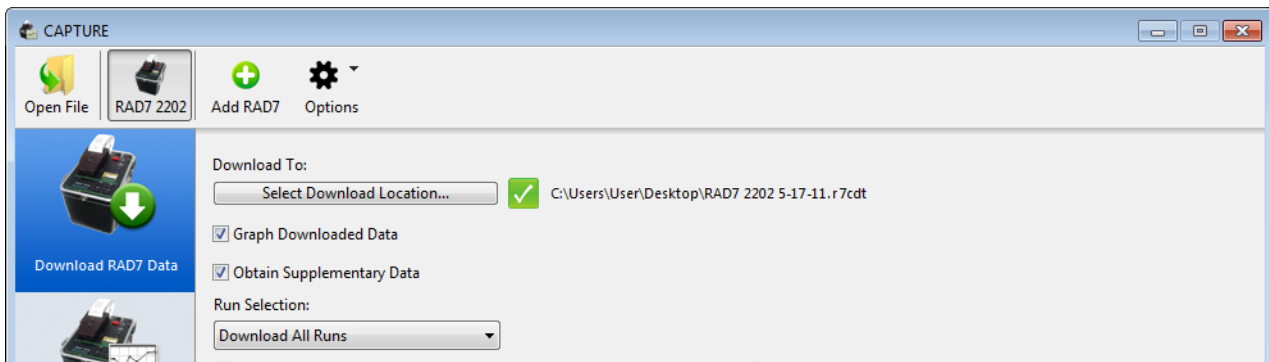 CAPTURE
Open File
RAD7 2202
Add RAD7
Options
Download RAD7 Data
Download To:
Select Download Location...
C:\Users\User\Desktop\RAD7 2202 5-17-11.r7cdt
Graph Downloaded Data
Obtain Supplementary Data
Run Selection:
Download All Runs